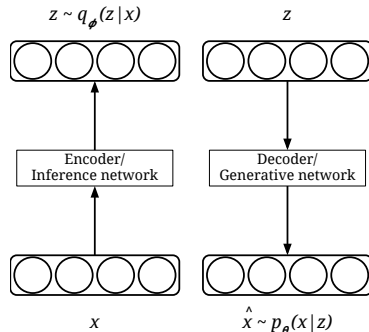 z ~ q_ϕ(z|x)
z
Encoder/
Inference network
Decoder/
Generative network
x
x̂ ~ p_θ(x|z)